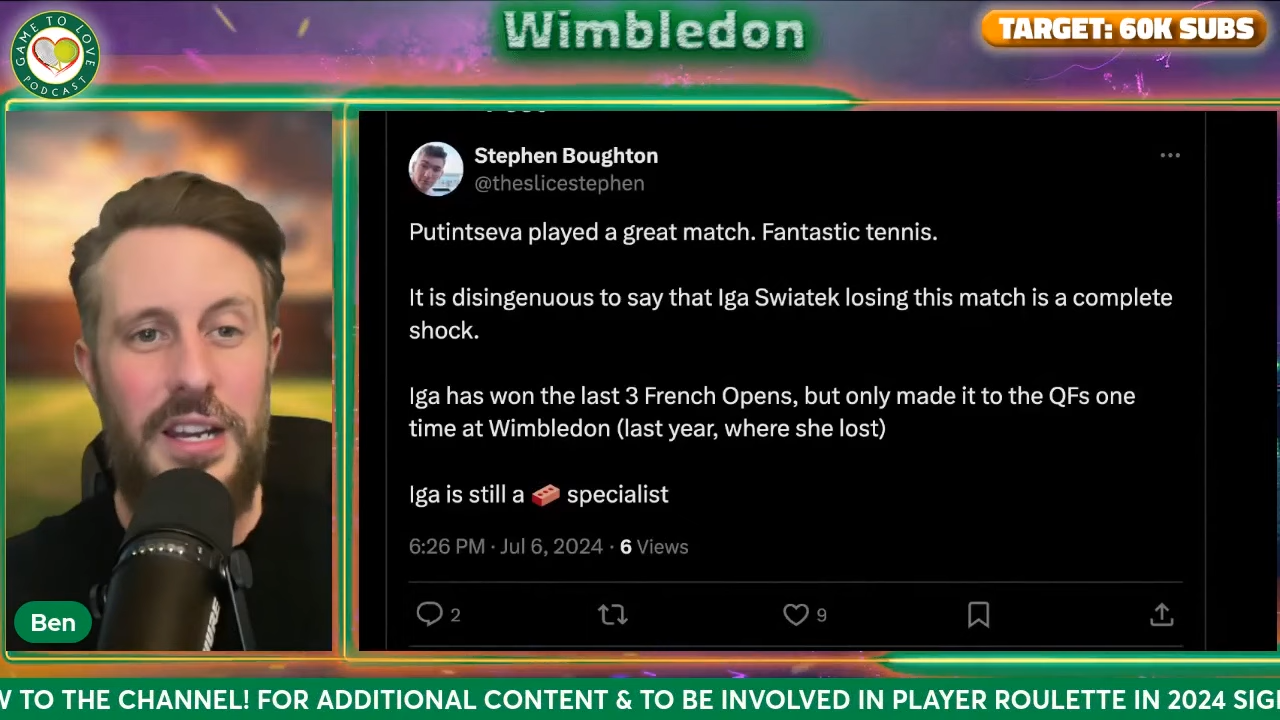 GAME TO LOVE
PODCAST
Wimbledon
TARGET: 60K SUBS
Stephen Boughton
@theslicestephen
Putintseva played a great match. Fantastic tennis.
It is disingenuous to say that Iga Swiatek losing this match is a complete
shock.
Iga has won the last 3 French Opens, but only made it to the QFs one
time at Wimbledon (last year, where she lost)
Iga is still a 🧱 specialist
6:26 PM · Jul 6, 2024 · 6 Views
2
9
Ben
W TO THE CHANNEL! FOR ADDITIONAL CONTENT & TO BE INVOLVED IN PLAYER ROULETTE IN 2024 SIG